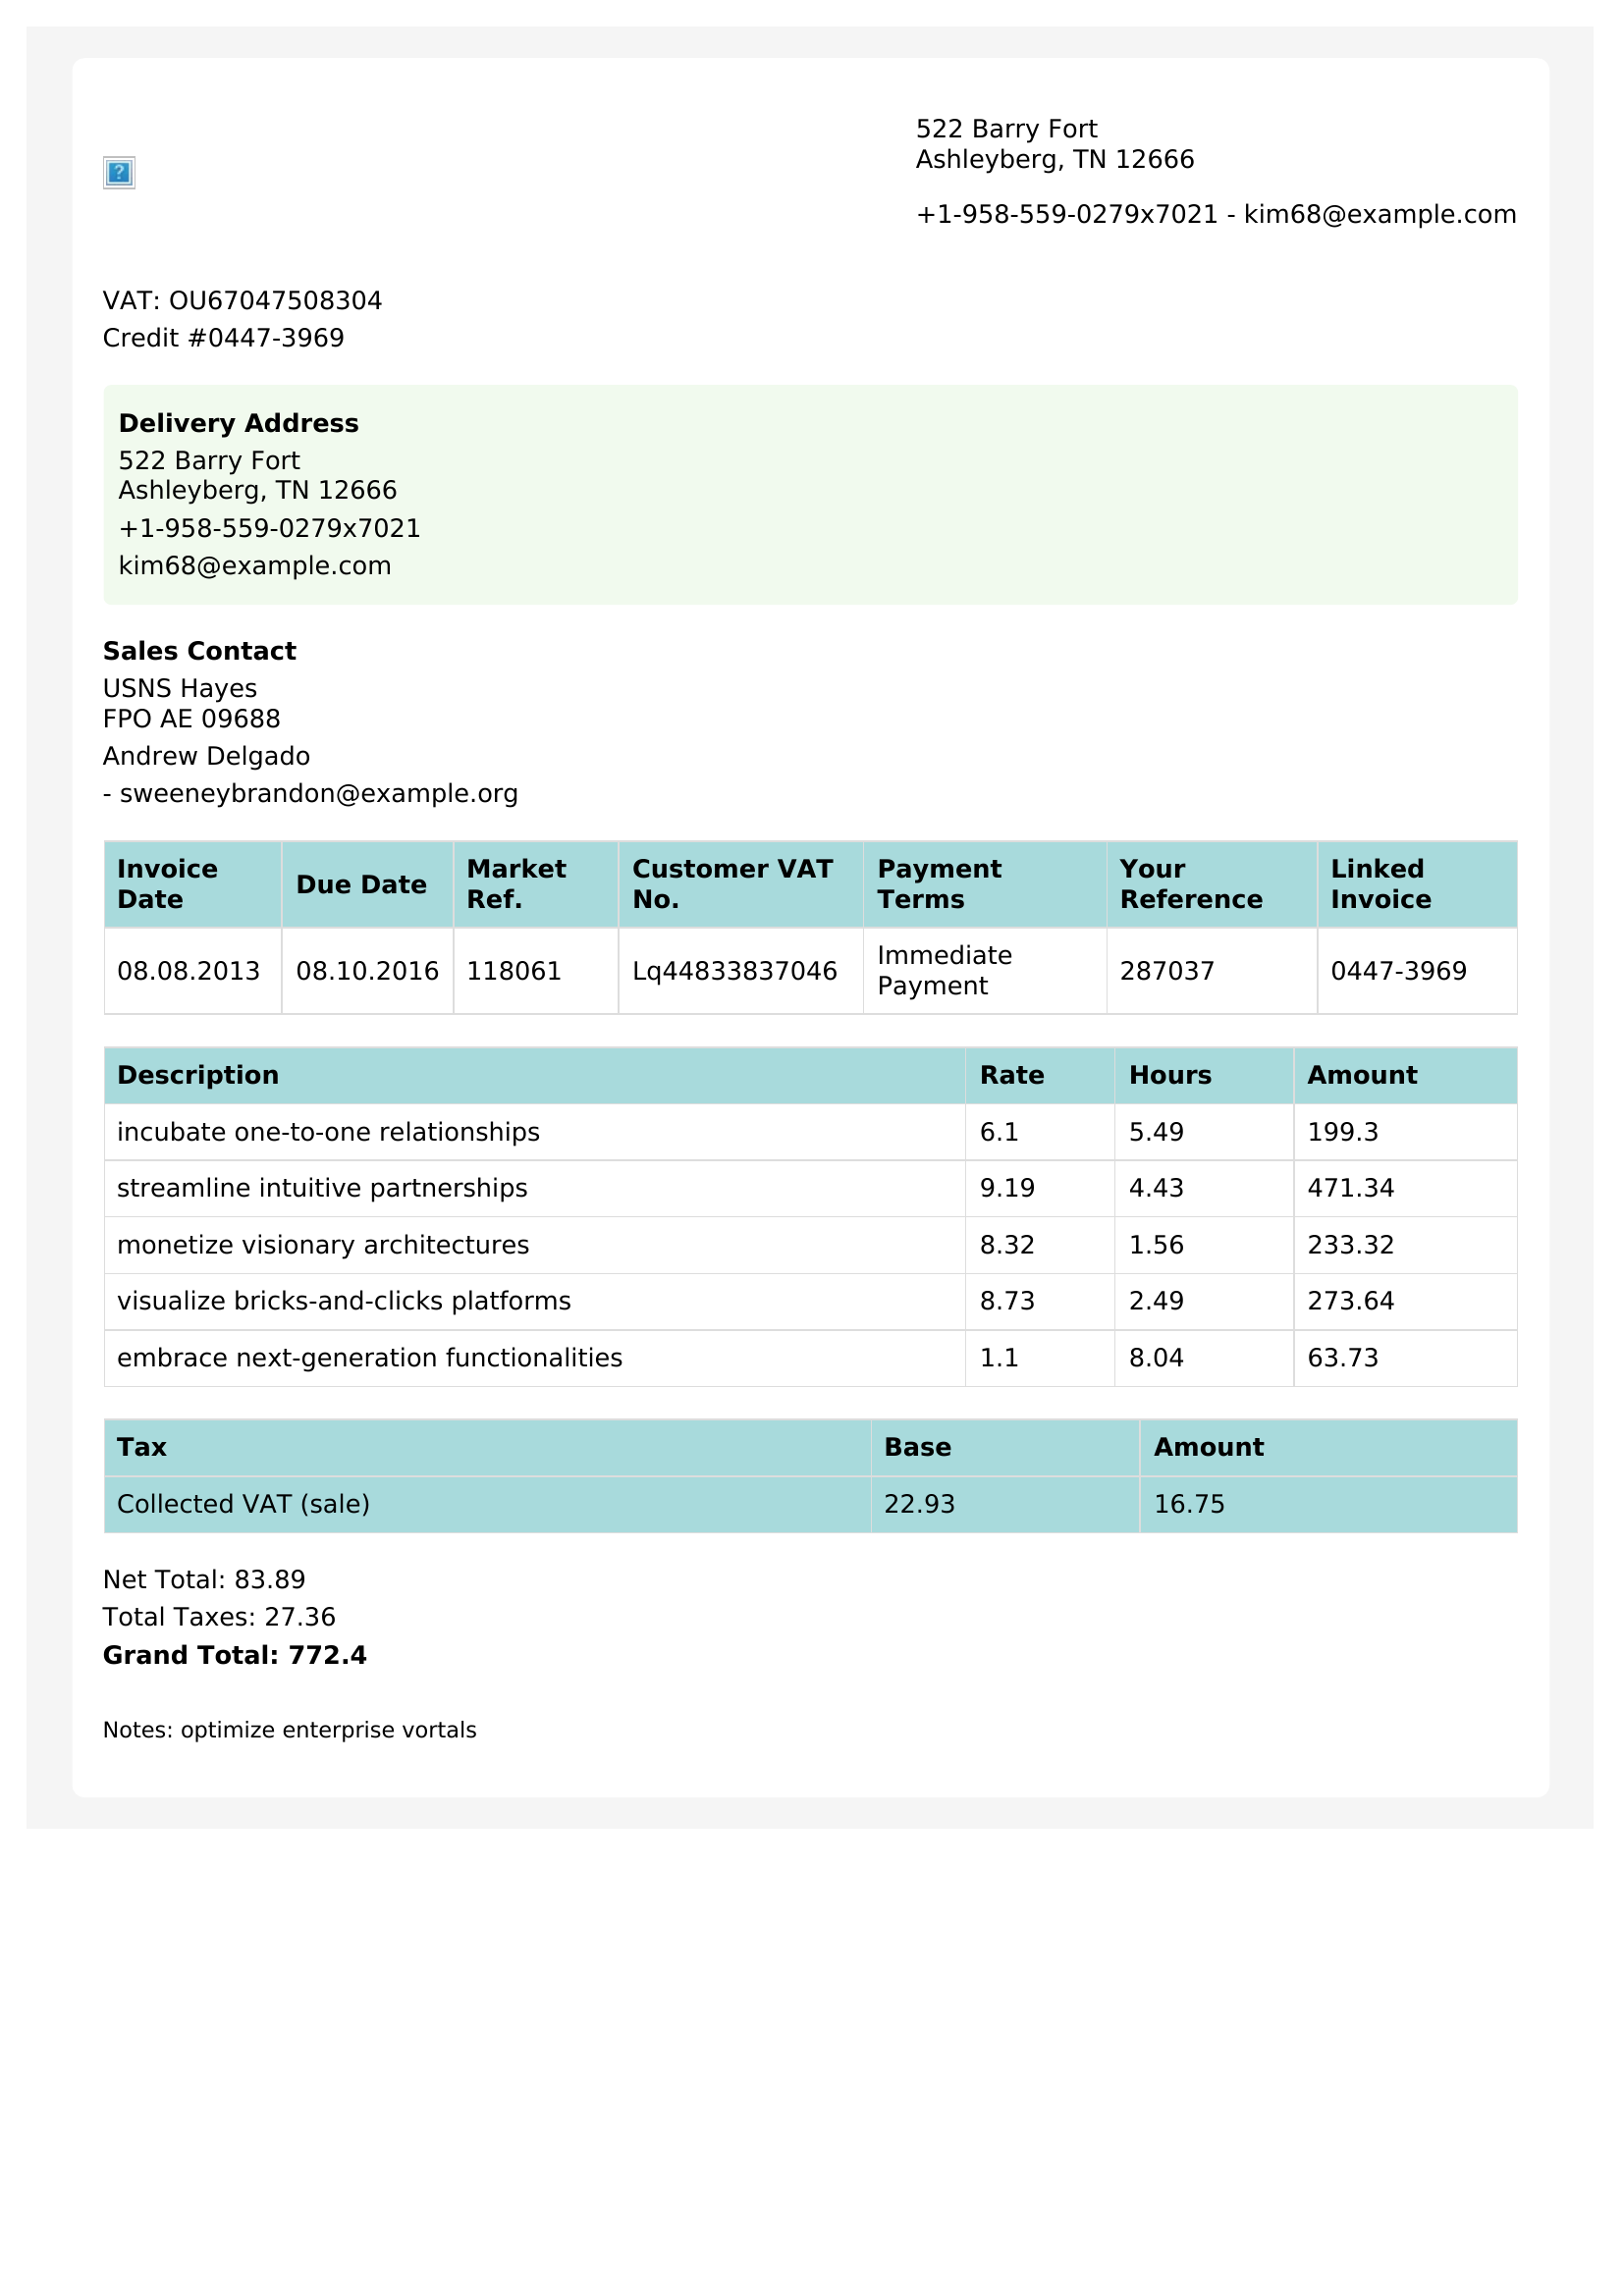 522 Barry Fort
Ashleyberg, TN 12666
+1-958-559-0279x7021 - kim68@example.com
VAT: OU67047508304
Credit #0447-3969
Delivery Address
522 Barry Fort
Ashleyberg, TN 12666
+1-958-559-0279x7021
kim68@example.com
Sales Contact
USNS Hayes
FPO AE 09688
Andrew Delgado
- sweeneybrandon@example.org
Invoice Date Due Date Market Ref. Customer VAT No. Payment Terms Your Reference Linked Invoice
08.08.2013 08.10.2016 118061 Lq44833837046 Immediate Payment 287037 0447-3969
Description Rate Hours Amount
incubate one-to-one relationships 6.1 5.49 199.3
streamline intuitive partnerships 9.19 4.43 471.34
monetize visionary architectures 8.32 1.56 233.32
visualize bricks-and-clicks platforms 8.73 2.49 273.64
embrace next-generation functionalities 1.1 8.04 63.73
Tax Base Amount
Collected VAT (sale) 22.93 16.75
Net Total: 83.89
Total Taxes: 27.36
Grand Total: 772.4
Notes: optimize enterprise vortals